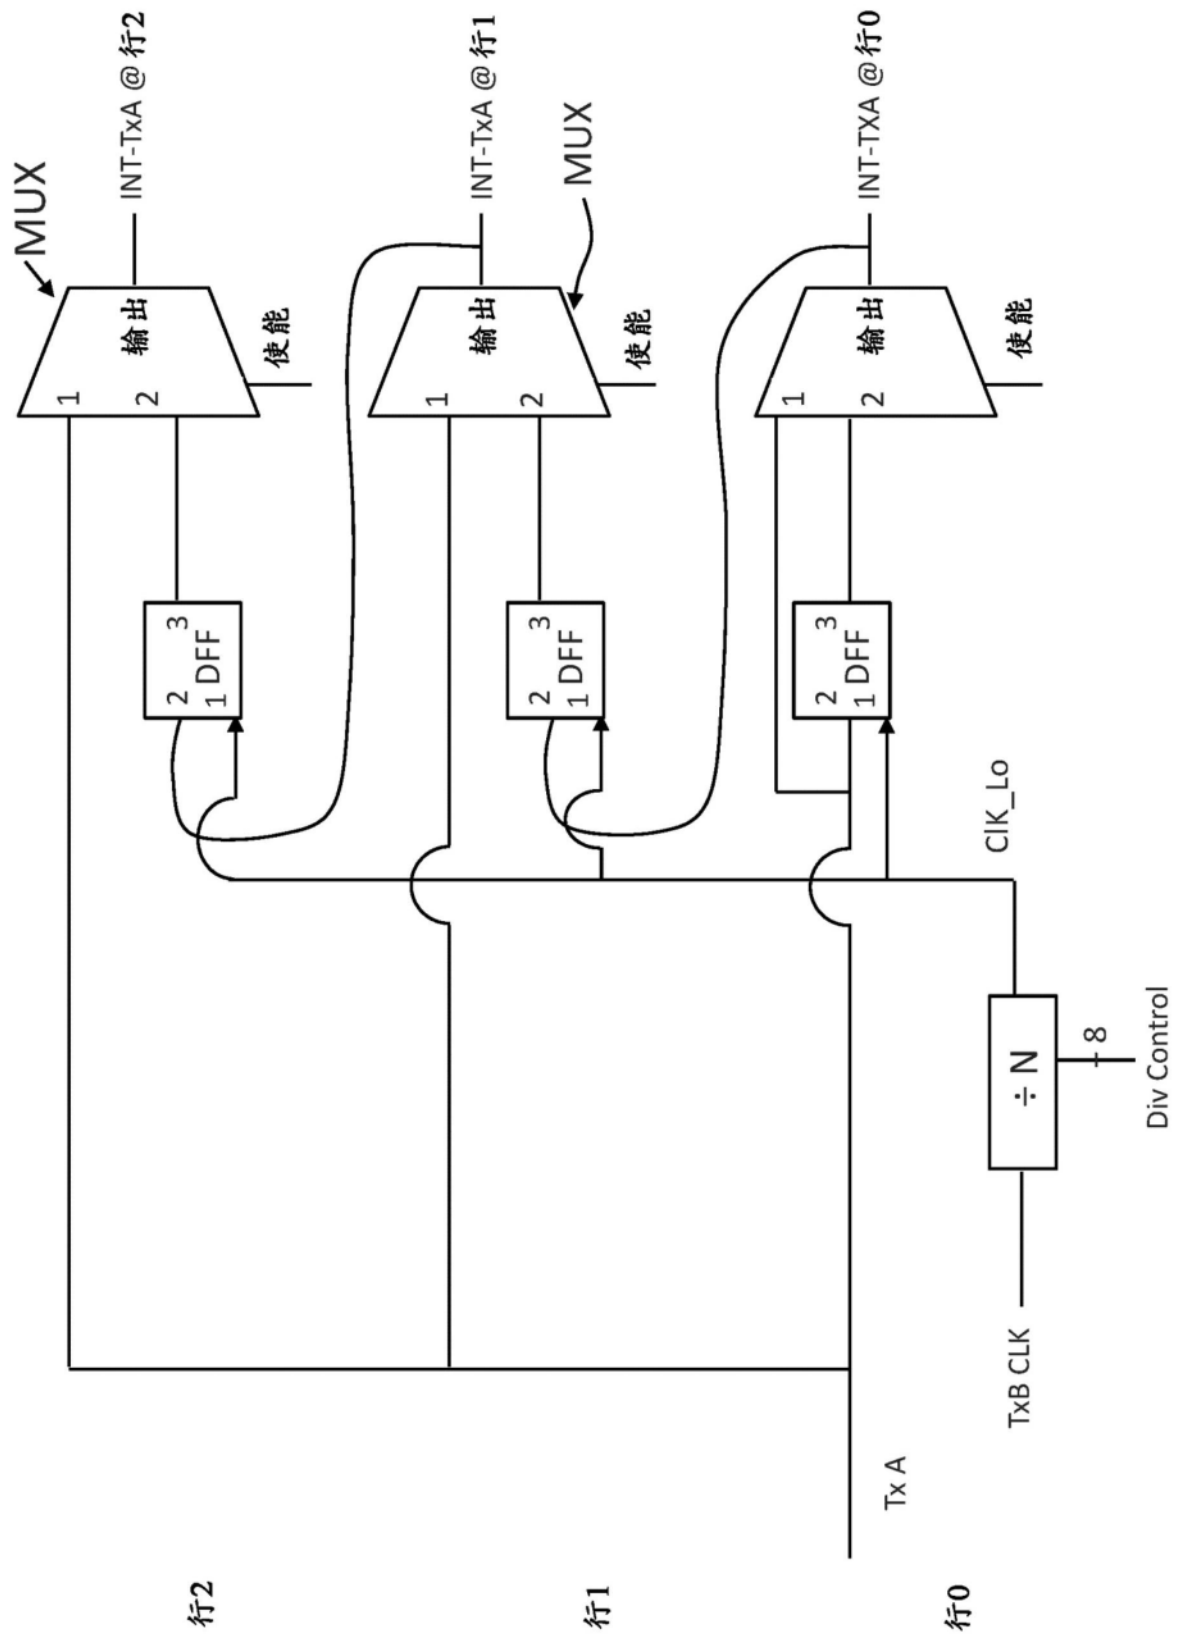 MUX
INT-TxA @ 行2
输出
使能
1
2
3
2
1 DFF
行2
INT-TxA @ 行1
MUX
输出
使能
1
2
3
2
1 DFF
行1
INT-TXA @ 行0
输出
使能
1
2
3
2
1 DFF
ClK_Lo
÷ N
8
Div Control
TxB CLK
Tx A
行0